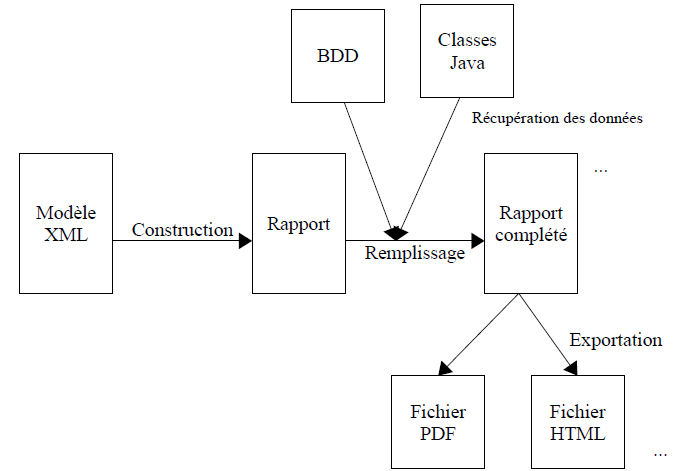 BDD
Classes
Java
Récupération des données
...
Modèle
XML
Construction
Rapport
Remplissage
Rapport
complété
Exportation
Fichier
PDF
Fichier
HTML
...